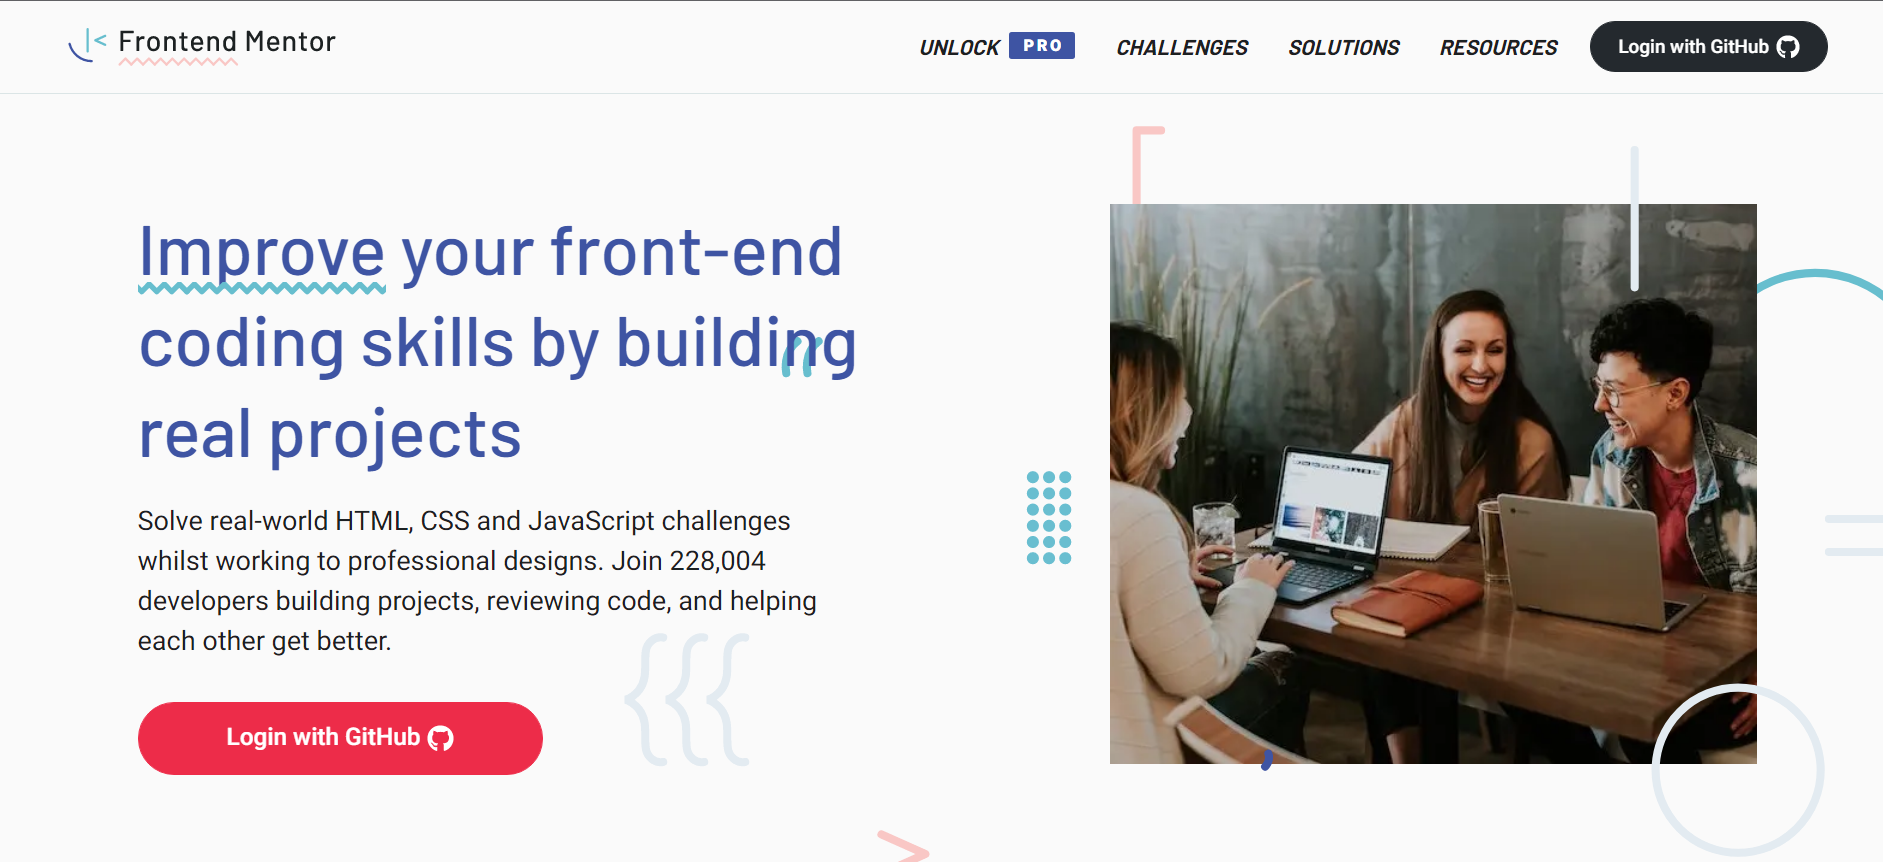 Frontend Mentor
UNLOCK PRO CHALLENGES SOLUTIONS RESOURCES Login with GitHub
Improve your front-end
coding skills by building
real projects
Solve real-world HTML, CSS and JavaScript challenges
whilst working to professional designs. Join 228,004
developers building projects, reviewing code, and helping
each other get better.
Login with GitHub